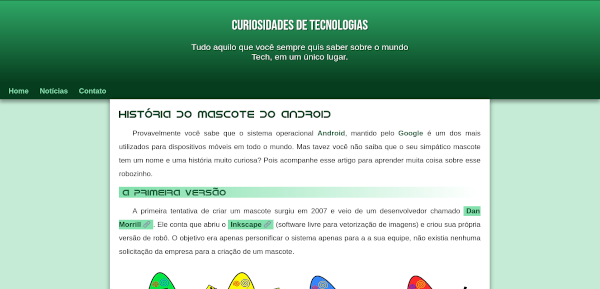 CURIOSIDADES DE TECNOLOGIAS
Tudo aquilo que você sempre quis saber sobre o mundo
Tech, em um único lugar.
Home Notícias Contato
História do Mascote do Android
Provavelmente você sabe que o sistema operacional Android, mantido pelo Google é um dos mais
utilizados para dispositivos móveis em todo o mundo. Mas tavez você não saiba que o seu simpático mascote
tem um nome e uma história muito curiosa? Pois acompanhe esse artigo para aprender muita coisa sobre esse
robozinho.
A primeira versão
A primeira tentativa de criar um mascote surgiu em 2007 e veio de um desenvolvedor chamado Dan
Morrill. Ele conta que abriu o Inkscape (software livre para vetorização de imagens) e criou sua própria
versão de robô. O objetivo era apenas personificar o sistema apenas para a a sua equipe, não existia nenhuma
solicitação da empresa para a criação de um mascote.